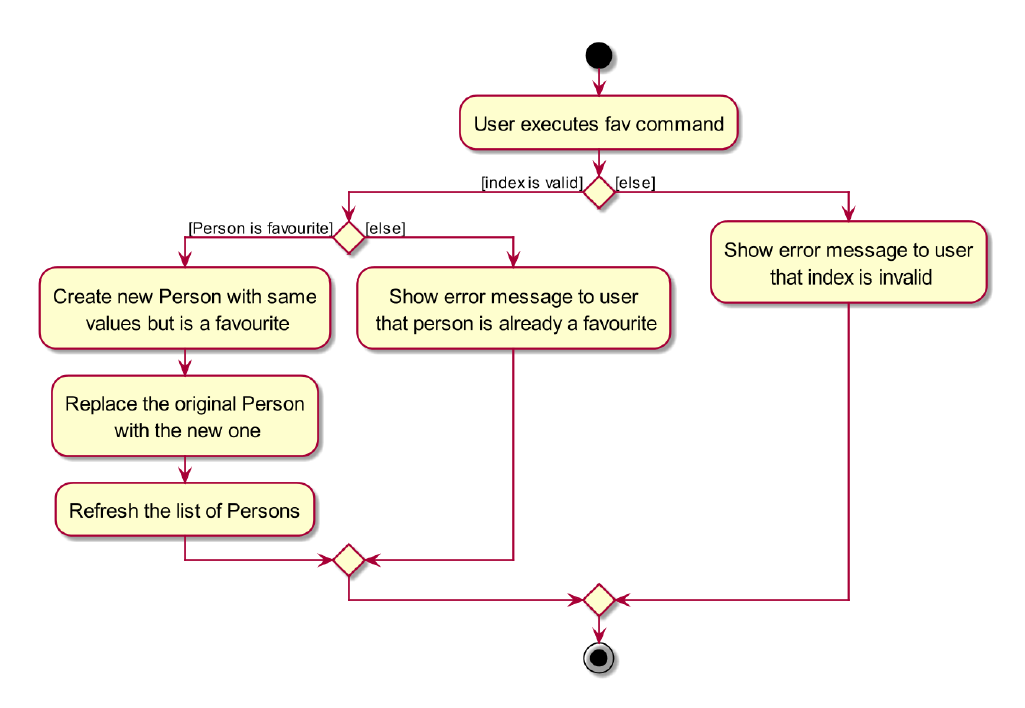 User executes fav command
[index is valid]
[else]
[Person is favourite]
[else]
Show error message to user
that index is invalid
Create new Person with same
values but is a favourite
Show error message to user
that person is already a favourite
Replace the original Person
with the new one
Refresh the list of Persons